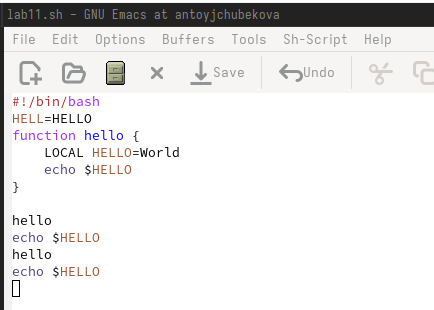 lab11.sh - GNU Emacs at antoyjchubekova
File Edit Options Buffers Tools Sh-Script Help
Save Undo
#!/bin/bash
HELL=HELLO
function hello {
    LOCAL HELLO=World
    echo $HELLO
}
hello
echo $HELLO
hello
echo $HELLO